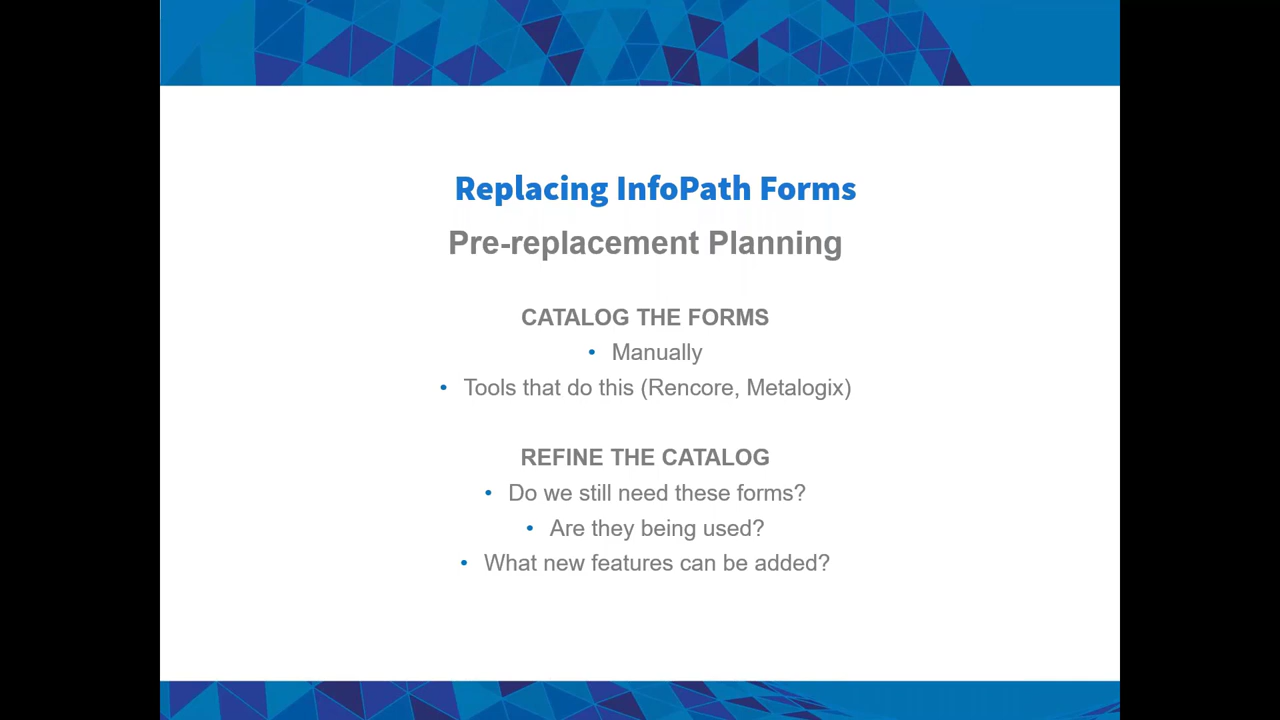 Replacing InfoPath Forms
Pre-replacement Planning
CATALOG THE FORMS
• Manually
• Tools that do this (Rencore, Metalogix)
REFINE THE CATALOG
• Do we still need these forms?
• Are they being used?
• What new features can be added?